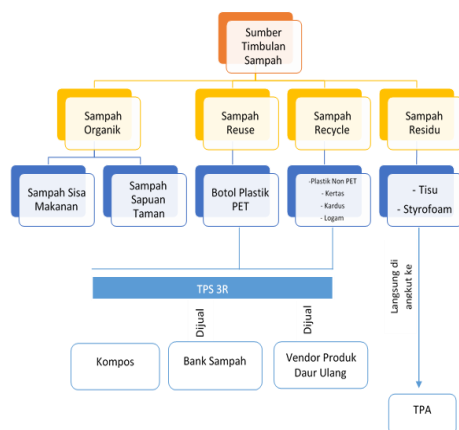 Sumber
Timbulan
Sampah
Sampah
Organik
Sampah
Reuse
Sampah
Recycle
Sampah
Residu
Sampah Sisa
Makanan
Sampah
Sapuan
Taman
Botol Plastik
PET
-Plastik Non PET
- Kertas
- Kardus
- Logam
- Tisu
- Styrofoam
TPS 3R
Langsung di
angkut ke
Dijual
Dijual
Kompos
Bank Sampah
Vendor Produk
Daur Ulang
TPA